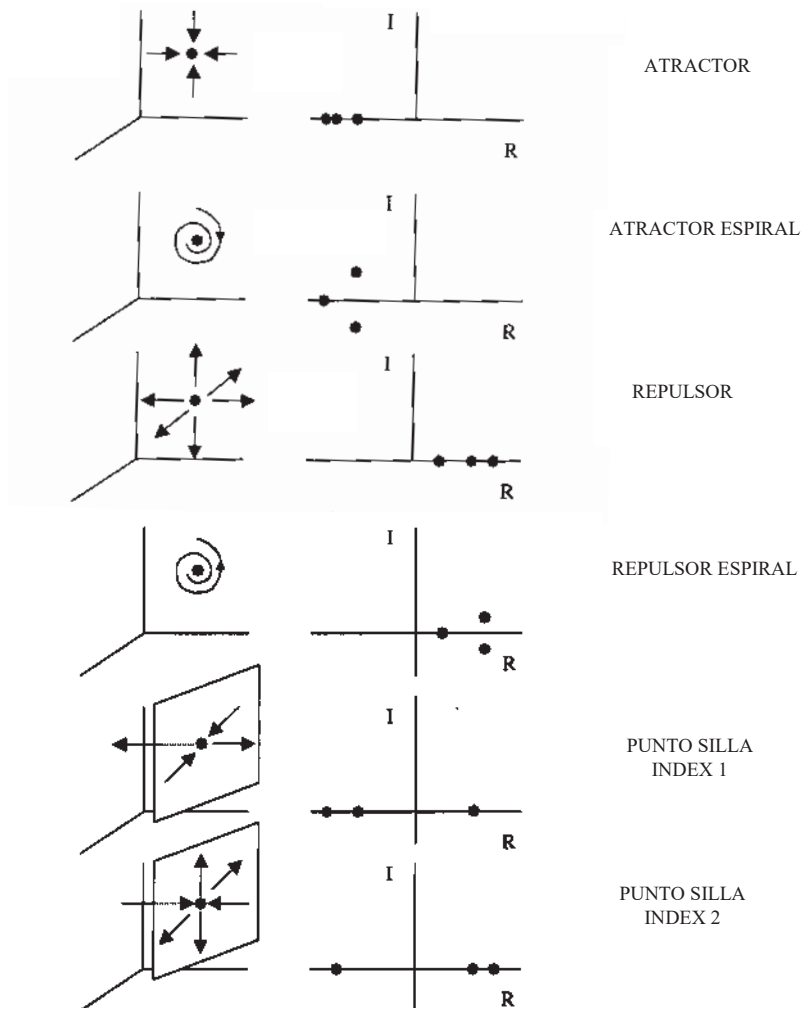 I
ATRACTOR
R
I
ATRACTOR ESPIRAL
R
I
REPULSOR
R
I
REPULSOR ESPIRAL
R
I
PUNTO SILLA
INDEX 1
R
I
PUNTO SILLA
INDEX 2
R